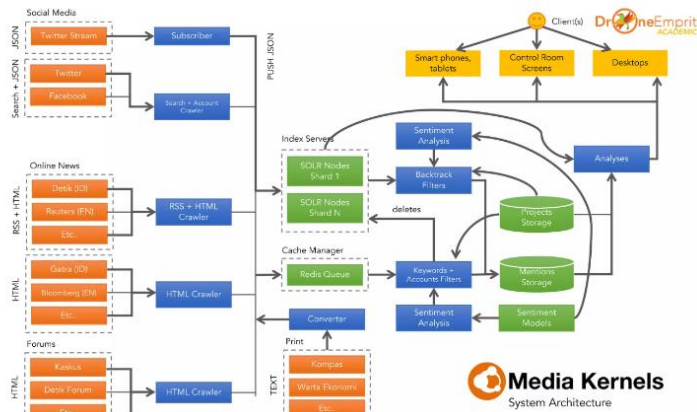 Social Media
JSON
Twitter Stream
Subscriber
PUSH JSON
Client(s)
DroneEmprit
ACADEMIC
Search + JSON
Twitter
Facebook
Search + Account
Crawler
Smart phones,
tablets
Control Room
Screens
Desktops
Index Servers
SOLR Nodes
Shard 1
SOLR Nodes
Shard N
Sentiment
Analysis
Backtrack
Filters
Analyses
Online News
RSS + HTML
Detik (ID)
Reuters (EN)
Etc.
RSS + HTML
Crawler
deletes
Projects
Storage
HTML
Gatra (ID)
Bloomberg (EN)
Etc.
HTML Crawler
Cache Manager
Redis Queue
Keywords +
Accounts Filters
Mentions
Storage
Converter
Sentiment
Analysis
Sentiment
Models
Forums
HTML
Kaskus
Detik Forum
Etc.
HTML Crawler
Print
TEXT
Kompas
Warta Ekonomi
Etc.
Media Kernels
System Architecture